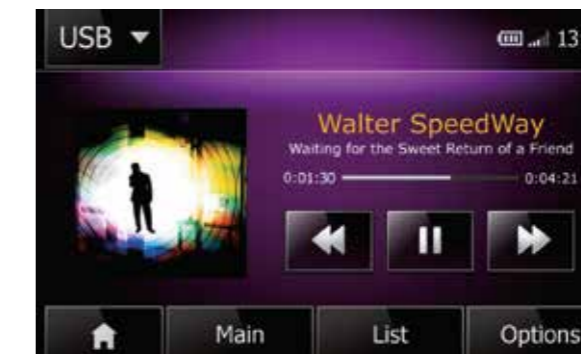 USB
13
Walter SpeedWay
Waiting for the Sweet Return of a Friend
0:01:30
0:04:21
Main
List
Options